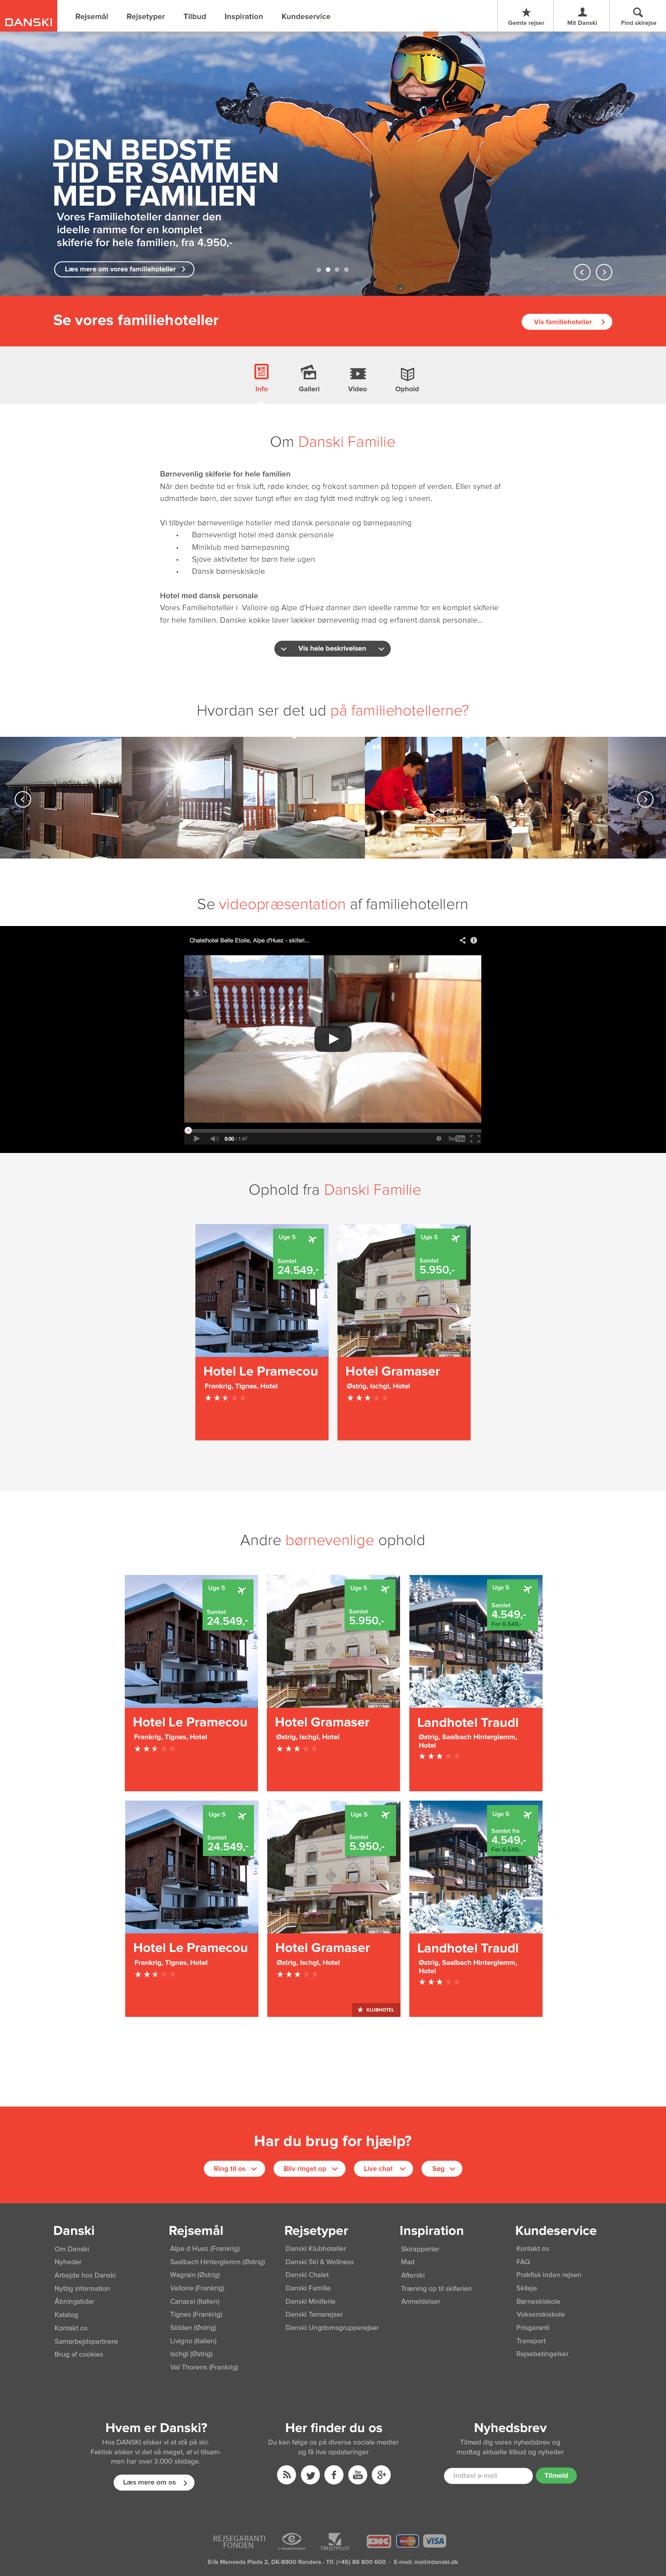 DANSKI
Rejsemål
Rejsetyper
Tilbud
Inspiration
Kundeservice
Gemte rejser
Mit Danski
Find skirejse
DEN BEDSTE
TID ER SAMMEN
MED FAMILIEN
Vores Familiehoteller danner den
ideelle ramme for en komplet
skiferie for hele familien, fra 4.950,-
Læs mere om vores familiehoteller
Se vores familiehoteller
Vis familiehoteller
Info
Galleri
Video
Ophold
Om Danski Familie
Børnevenlig skiferie for hele familien
Når den bedste tid er frisk luft, røde kinder, og frokost sammen på toppen af verden. Eller synet af
udmattede børn, der sover tungt efter en dag fyldt med indtryk og leg i sneen.
Vi tilbyder børnevenlige hoteller med dansk personale og børnepasning
• Børnevenligt hotel med dansk personale
• Miniklub med børnepasning
• Sjove aktiviteter for børn hele ugen
• Dansk børneskiskole
Hotel med dansk personale
Vores Familiehoteller i Valloire og Alpe d'Huez danner den ideelle ramme for en komplet skiferie
for hele familien. Danske kokke laver lækker børnevenlig mad og erfarent dansk personale...
Vis hele beskrivelsen
Hvordan ser det ud på familiehotellerne?
Se videopræsentation af familiehotellern
Chalethotel Belle Etoile, Alpe d'Huez - skiferi...
0:00 / 1:47
You Tube
Ophold fra Danski Familie
Uge 5
Samlet
24.549,-
Hotel Le Pramecou
Frankrig, Tignes, Hotel
Uge 5
Samlet
5.950,-
GRAMASER
Hotel Gramaser
Østrig, Ischgl, Hotel
Andre børnevenlige ophold
Uge 5
Samlet
24.549,-
Hotel Le Pramecou
Frankrig, Tignes, Hotel
Uge 5
Samlet
5.950,-
GRAMASER
Hotel Gramaser
Østrig, Ischgl, Hotel
Uge 5
Samlet
4.549,-
Før 6.549,-
Landhotel Traudl
Østrig, Saalbach Hinterglemm,
Hotel
Uge 5
Samlet
24.549,-
Hotel Le Pramecou
Frankrig, Tignes, Hotel
Uge 5
Samlet
5.950,-
GRAMASER
Hotel Gramaser
Østrig, Ischgl, Hotel
KLUBHOTEL
Uge 5
Samlet fra
4.549,-
Før 6.549,-
Landhotel Traudl
Østrig, Saalbach Hinterglemm,
Hotel
Har du brug for hjælp?
Ring til os
Bliv ringet op
Live chat
Søg
Danski
Om Danski
Nyheder
Arbejde hos Danski
Nyttig information
Åbningstider
Katalog
Kontakt os
Samarbejdspartnere
Brug af cookies
Rejsemål
Alpe d Huez (Frankrig)
Saalbach Hinterglemm (Østrig)
Wagrain (Østrig)
Valloire (Frankrig)
Canazei (Italien)
Tignes (Frankrig)
Sölden (Østrig)
Livigno (Italien)
Ischgl (Østrig)
Val Thorens (Frankrig)
Rejsetyper
Danski Klubhoteller
Danski Ski & Wellness
Danski Chalet
Danski Familie
Danski Miniferie
Danski Temarejser
Danski Ungdomsgrupperejser
Inspiration
Skirapporter
Mad
Afterski
Træning op til skiferien
Anmeldelser
Kundeservice
Kontakt os
FAQ
Praktisk inden rejsen
Skileje
Børneskiskole
Voksenskiskole
Prisgaranti
Transport
Rejsebetingelser
Hvem er Danski?
Hos DANSKI elsker vi at stå på ski.
Faktisk elsker vi det så meget, at vi tilsam-
men har over 3.000 skidage.
Læs mere om os
Her finder du os
Du kan følge os på diverse sociale medier
og få live opdateringer
Nyhedsbrev
Tilmed dig vores nyhedsbrev og
modtag aktuelle tilbud og nyheder
Indtast e-mail
Tilmeld
REJSEGARANTI
FONDEN
TRUSTPILOT
DK
MasterCard
VISA
Erik Menveds Plads 2, DK-8900 Randers - Tlf. (+45) 86 800 600 - E-mail: mail@danski.dk